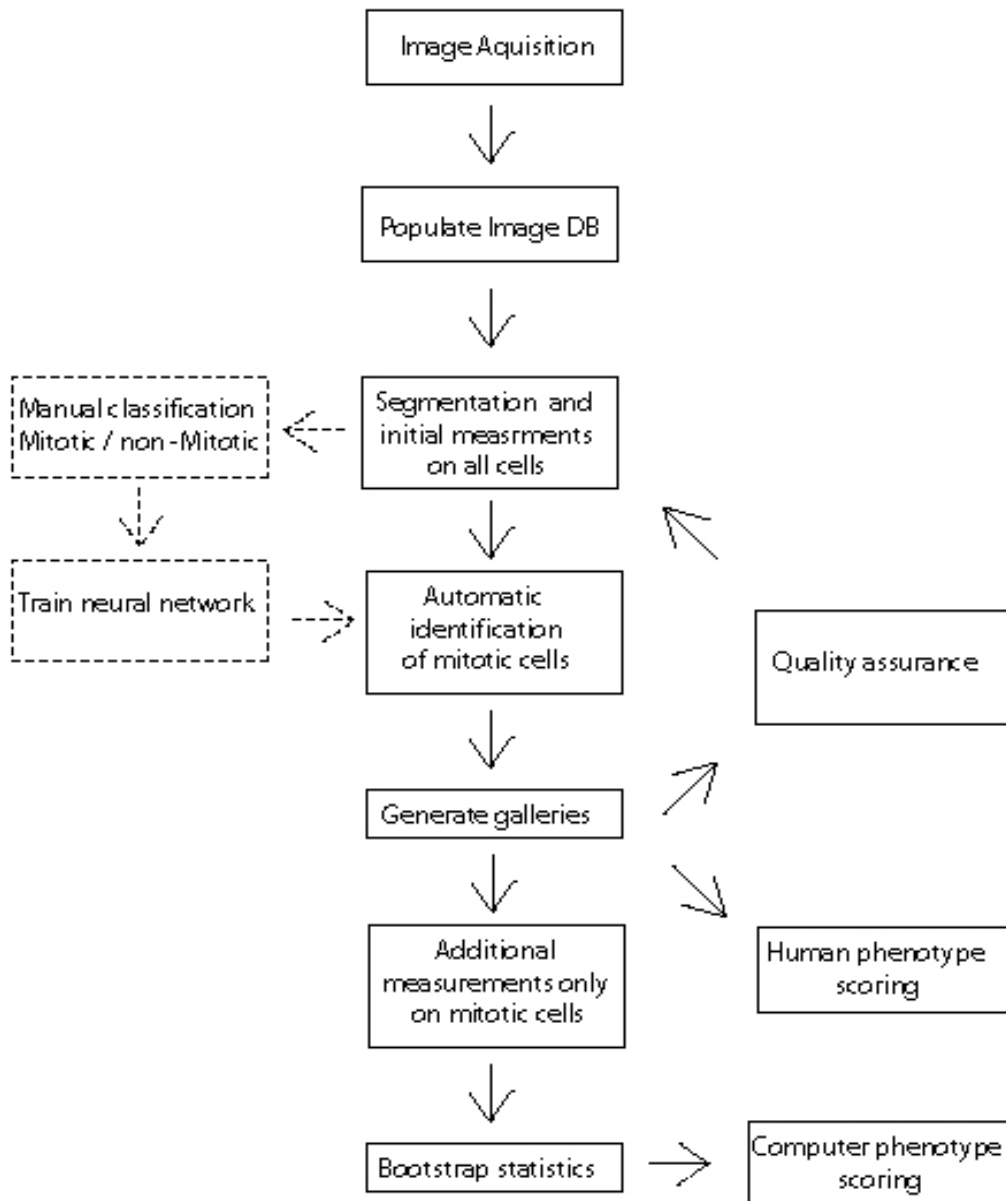 Image Aquisition
Populate Image DB
Manual classification
Mitotic / non-Mitotic
Segmentation and
initial measrments
on all cells
Train neural network
Automatic
identification
of mitotic cells
Quality assurance
Generate galleries
Additional
measurements only
on mitotic cells
Human phenotype
scoring
Bootstrap statistics
Computer phenotype
scoring